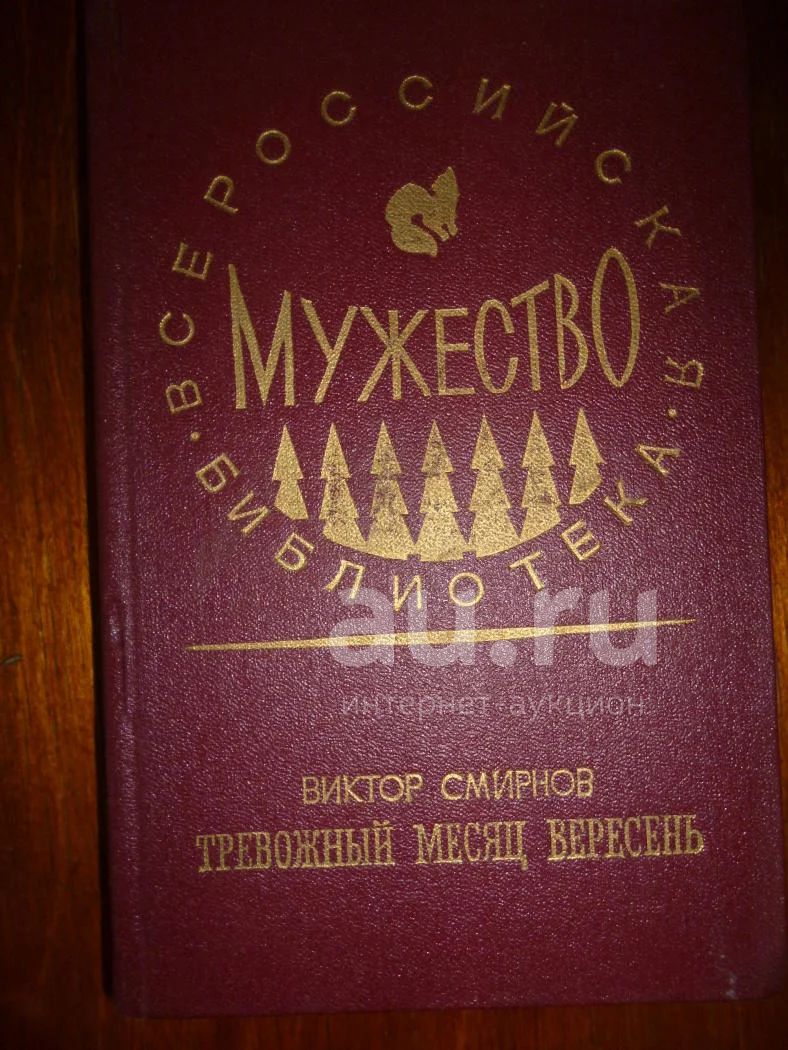 ВСЕРОССИЙСКАЯ
МУЖЕСТВО
БИБЛИОТЕКА
au.ru
интернет-аукцион
ВИКТОР СМИРНОВ
ТРЕВОЖНЫЙ МЕСЯЦ ВЕРЕСЕНЬ